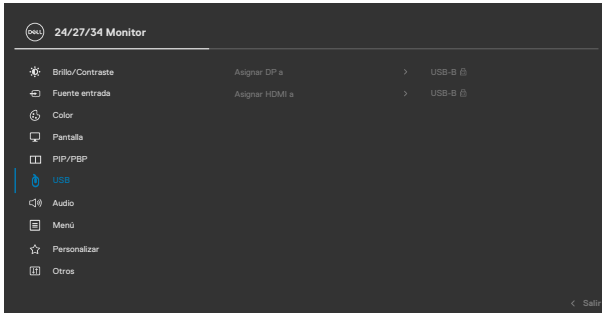 DELL
24/27/34 Monitor
Brillo/Contraste
Asignar DP a > USB-B
Fuente entrada
Asignar HDMI a > USB-B
Color
Pantalla
PIP/PBP
USB
Audio
Menú
Personalizar
Otros
< Salir